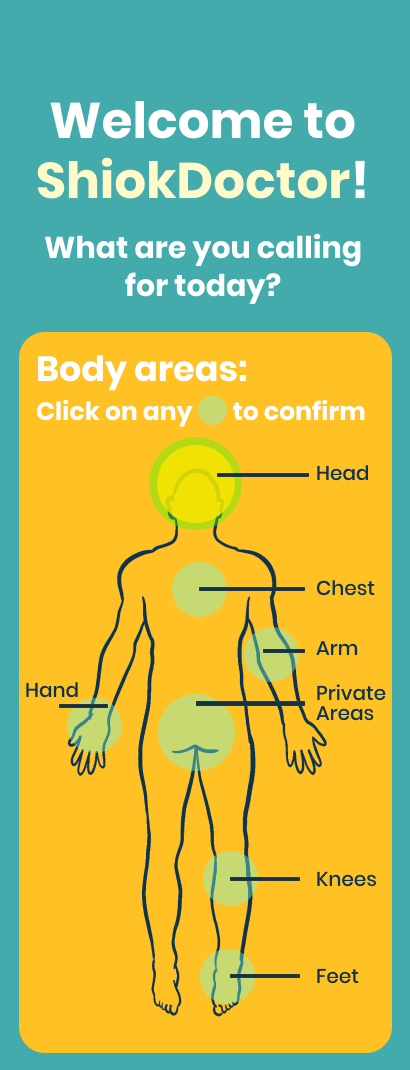 Welcome to
ShiokDoctor!
What are you calling
for today?
Body areas:
Click on any to confirm
Head
Chest
Arm
Hand
Private
Areas
Knees
Feet